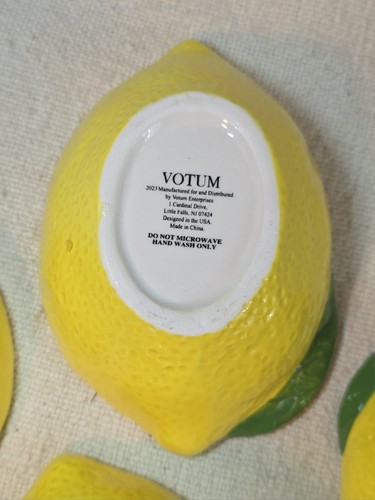 VOTUM
2023 Manufactured for and Distributed
by Votum Enterprises
1 Cardinal Drive,
Little Falls, NJ 07424
Designed in the USA.
Made in China.
DO NOT MICROWAVE
HAND WASH ONLY